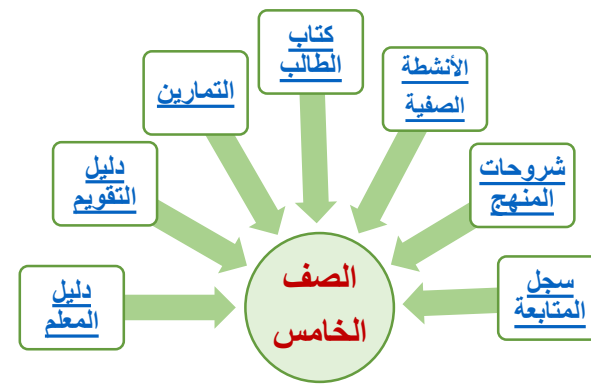 كتاب
الطالب
الأنشطة
الصفية
التمارين
شروحات
المنهج
دليل
التقويم
سجل
المتابعة
دليل
المعلم
الصف
الخامس